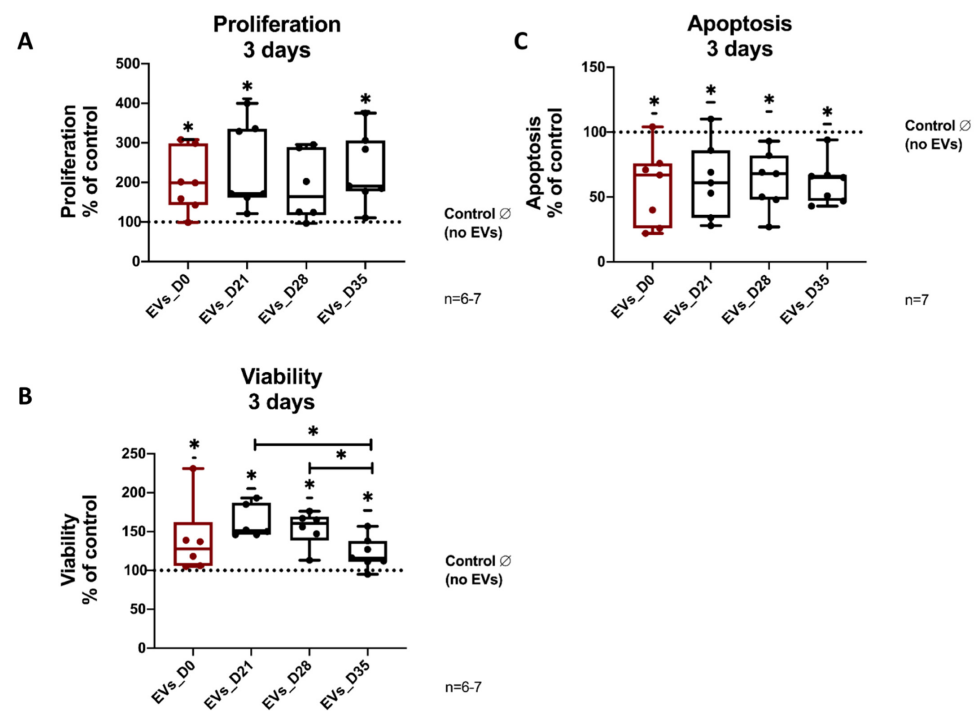 A
Proliferation
3 days
Proliferation
% of control
500
400
300
200
100
0
*
*
*
EVs_D0
EVs_D21
EVs_D28
EVs_D35
Control ∅
(no EVs)
n=6-7
C
Apoptosis
3 days
Apoptosis
% of control
150
100
50
0
*
*
*
*
EVs_D0
EVs_D21
EVs_D28
EVs_D35
Control ∅
(no EVs)
n=7
B
Viability
3 days
Viability
% of control
250
200
150
100
50
0
*
*
*
*
*
*
EVs_D0
EVs_D21
EVs_D28
EVs_D35
Control ∅
(no EVs)
n=6-7